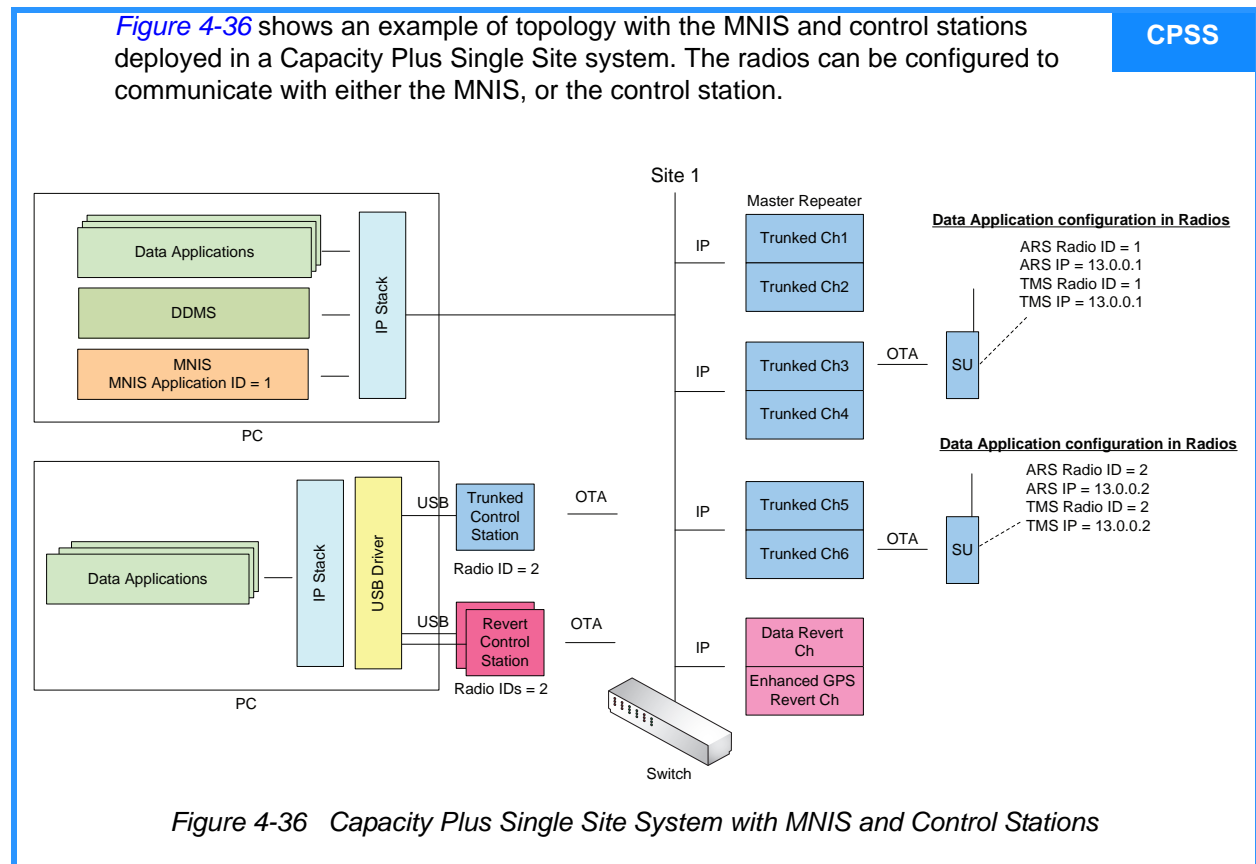 Figure 4-36 shows an example of topology with the MNIS and control stations
deployed in a Capacity Plus Single Site system. The radios can be configured to
communicate with either the MNIS, or the control station.
CPSS
Site 1
Master Repeater
Data Applications
DDMS
MNIS
MNIS Application ID = 1
IP Stack
PC
IP
Trunked Ch1
Trunked Ch2
IP
Trunked Ch3
Trunked Ch4
OTA
SU
Data Application configuration in Radios
ARS Radio ID = 1
ARS IP = 13.0.0.1
TMS Radio ID = 1
TMS IP = 13.0.0.1
Data Applications
IP Stack
USB Driver
PC
USB
Trunked
Control
Station
Radio ID = 2
OTA
USB
Revert
Control
Station
Radio IDs = 2
OTA
IP
Trunked Ch5
Trunked Ch6
OTA
SU
Data Application configuration in Radios
ARS Radio ID = 2
ARS IP = 13.0.0.2
TMS Radio ID = 2
TMS IP = 13.0.0.2
IP
Data Revert
Ch
Enhanced GPS
Revert Ch
Switch
Figure 4-36 Capacity Plus Single Site System with MNIS and Control Stations